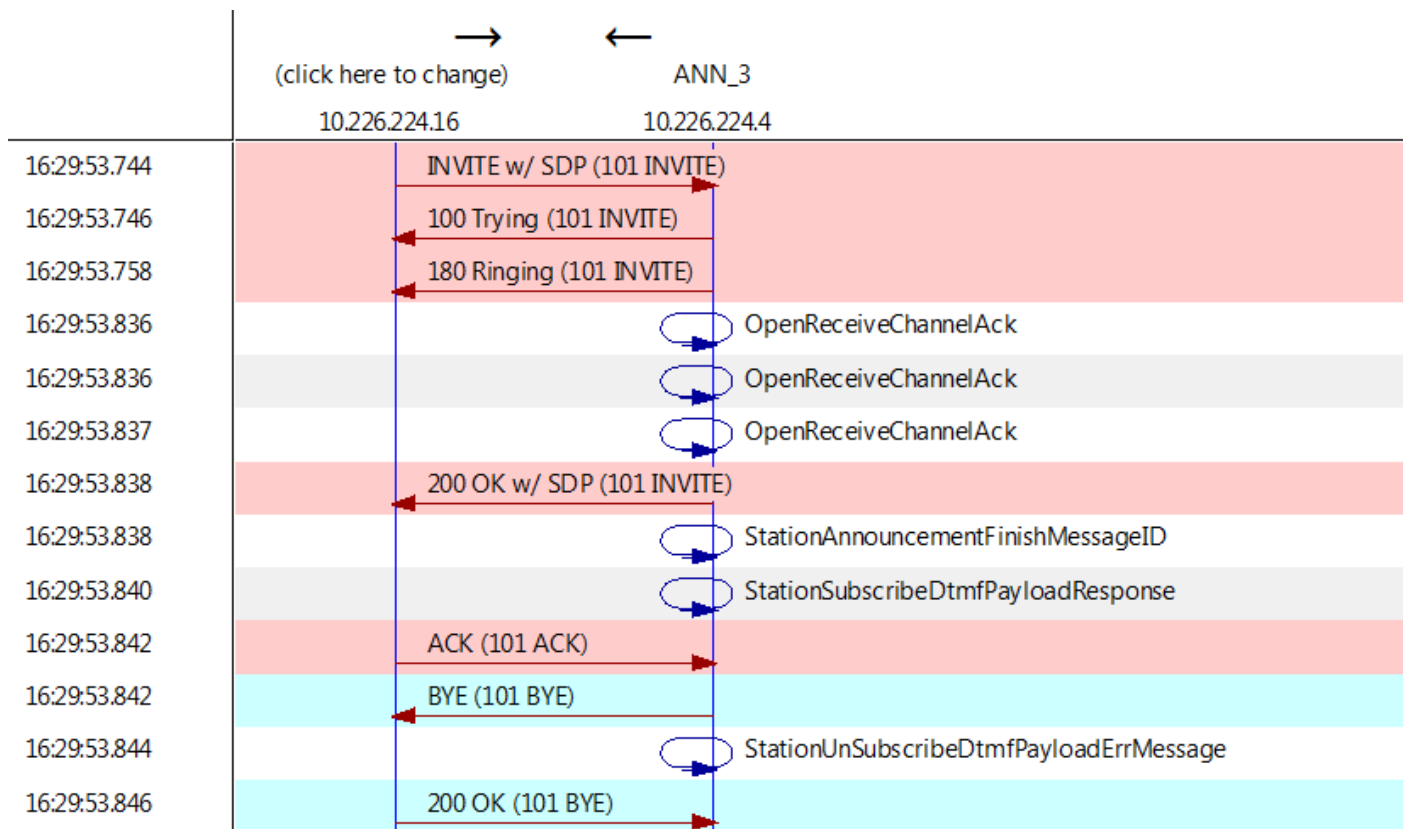 → ←
(click here to change) ANN_3
10.226.224.16 10.226.224.4
16:29:53.744 INVITE w/ SDP (101 INVITE)
16:29:53.746 100 Trying (101 INVITE)
16:29:53.758 180 Ringing (101 INVITE)
16:29:53.836 OpenReceiveChannelAck
16:29:53.836 OpenReceiveChannelAck
16:29:53.837 OpenReceiveChannelAck
16:29:53.838 200 OK w/ SDP (101 INVITE)
16:29:53.838 StationAnnouncementFinishMessageID
16:29:53.840 StationSubscribeDtmfPayloadResponse
16:29:53.842 ACK (101 ACK)
16:29:53.842 BYE (101 BYE)
16:29:53.844 StationUnSubscribeDtmfPayloadErrMessage
16:29:53.846 200 OK (101 BYE)